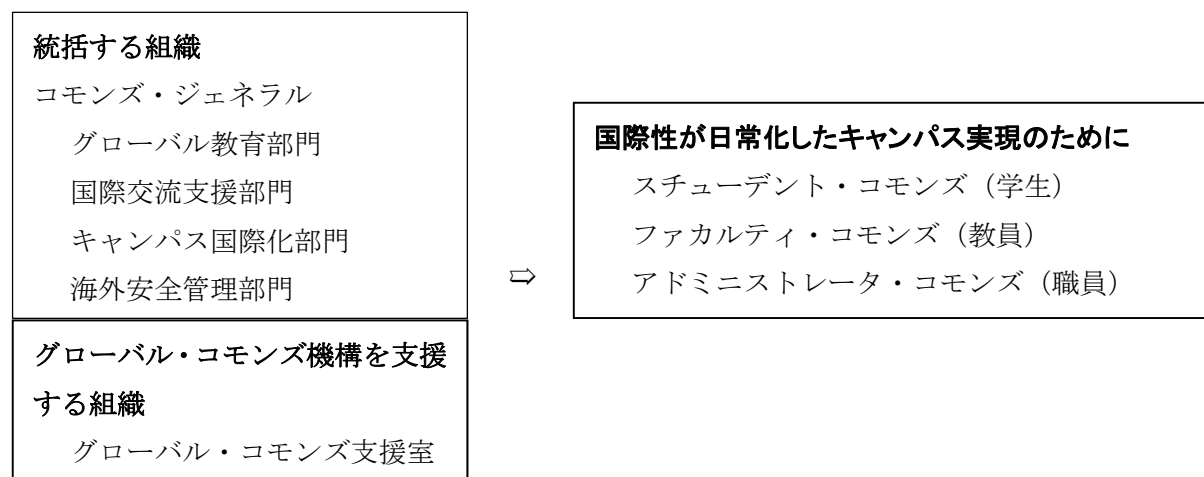 統括する組織
コモンズ・ジェネラル
グローバル教育部門
国際交流支援部門
キャンパス国際化部門
海外安全管理部門
グローバル・コモンズ機構を支援
する組織
グローバル・コモンズ支援室
⇨
国際性が日常化したキャンパス実現のために
スチューデント・コモンズ（学生）
ファカルティ・コモンズ（教員）
アドミニストレータ・コモンズ（職員）